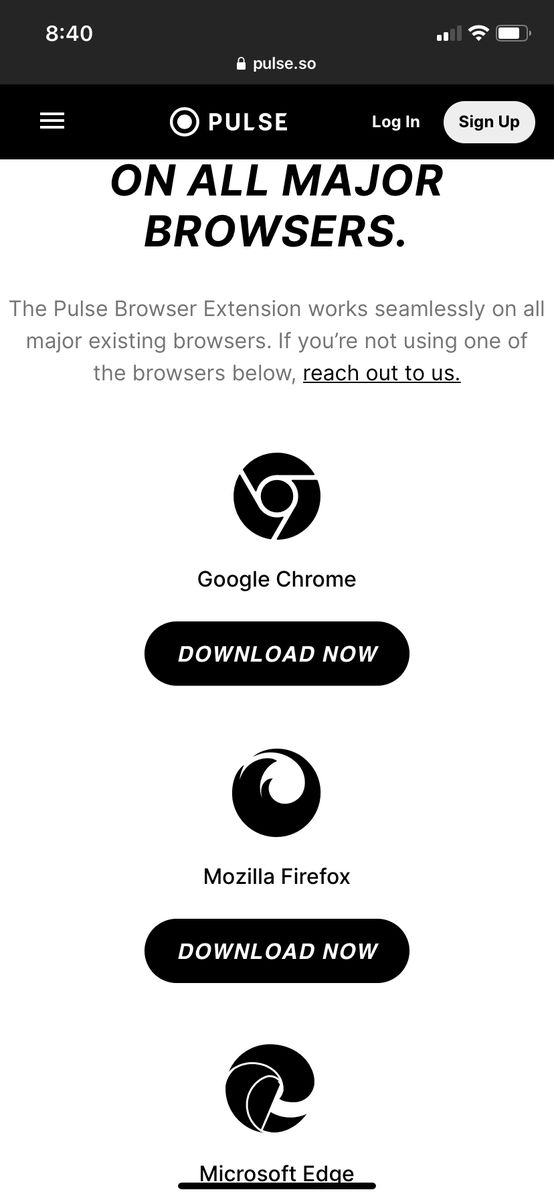 8:40
pulse.so
PULSE
Log In
Sign Up
ON ALL MAJOR
BROWSERS.
The Pulse Browser Extension works seamlessly on all
major existing browsers. If you’re not using one of
the browsers below, reach out to us.
Google Chrome
DOWNLOAD NOW
Mozilla Firefox
DOWNLOAD NOW
Microsoft Edge